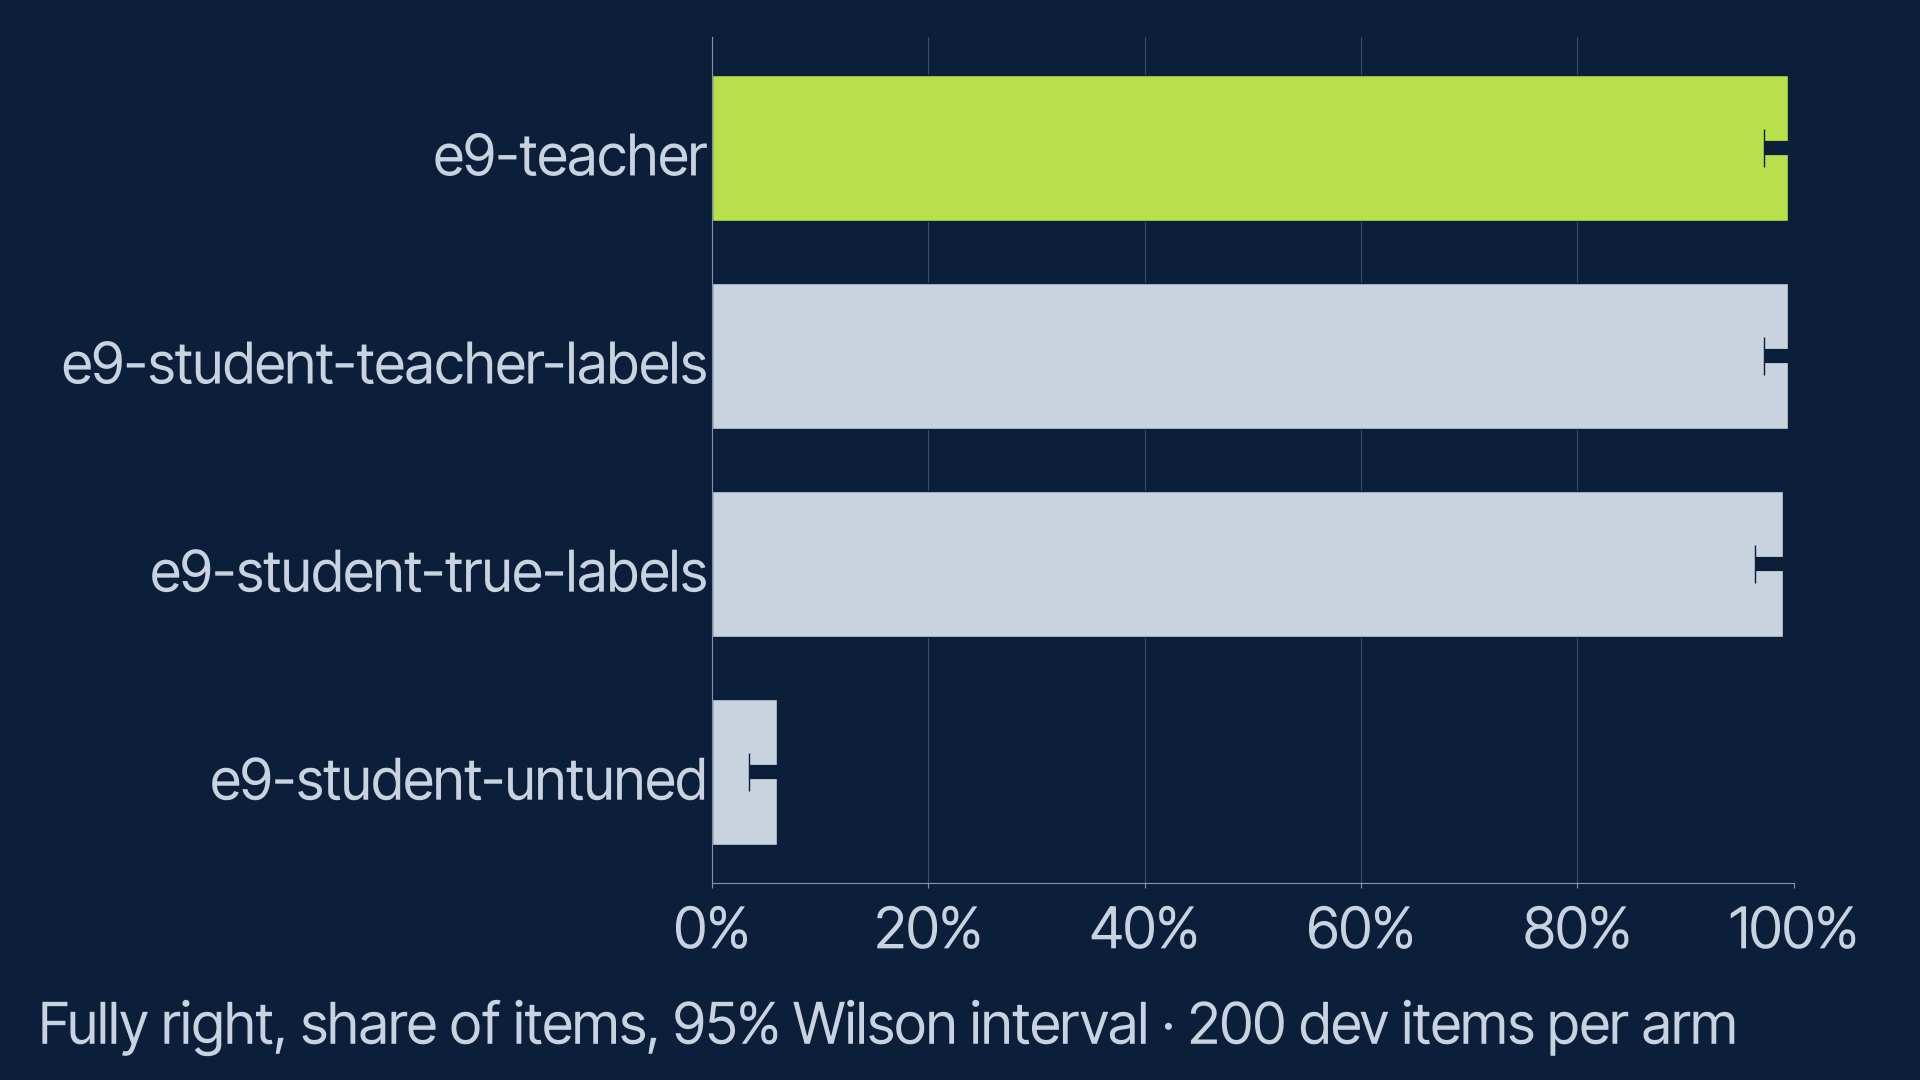 e9-teacher
e9-student-teacher-labels
e9-student-true-labels
e9-student-untuned
0% 20% 40% 60% 80% 100%
Fully right, share of items, 95% Wilson interval · 200 dev items per arm